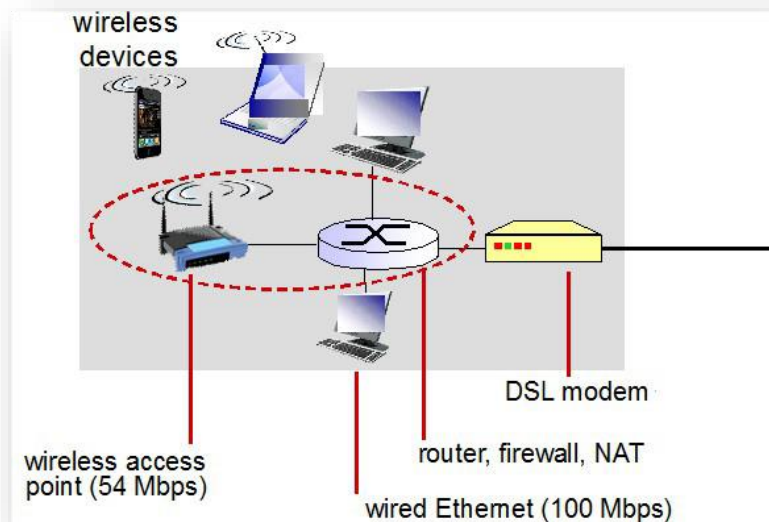 wireless
devices
DSL modem
wireless access
point (54 Mbps)
router, firewall, NAT
wired Ethernet (100 Mbps)